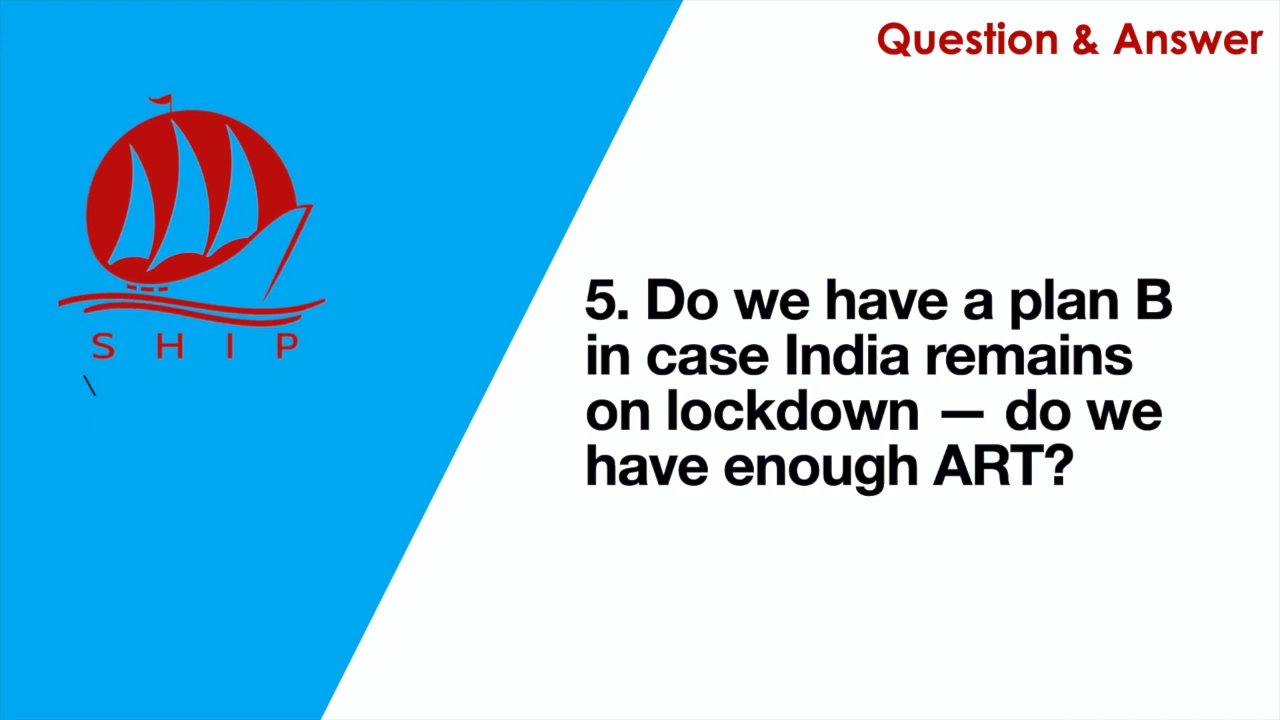 Question & Answer
S H I P
\
5. Do we have a plan B
in case India remains
on lockdown — do we
have enough ART?